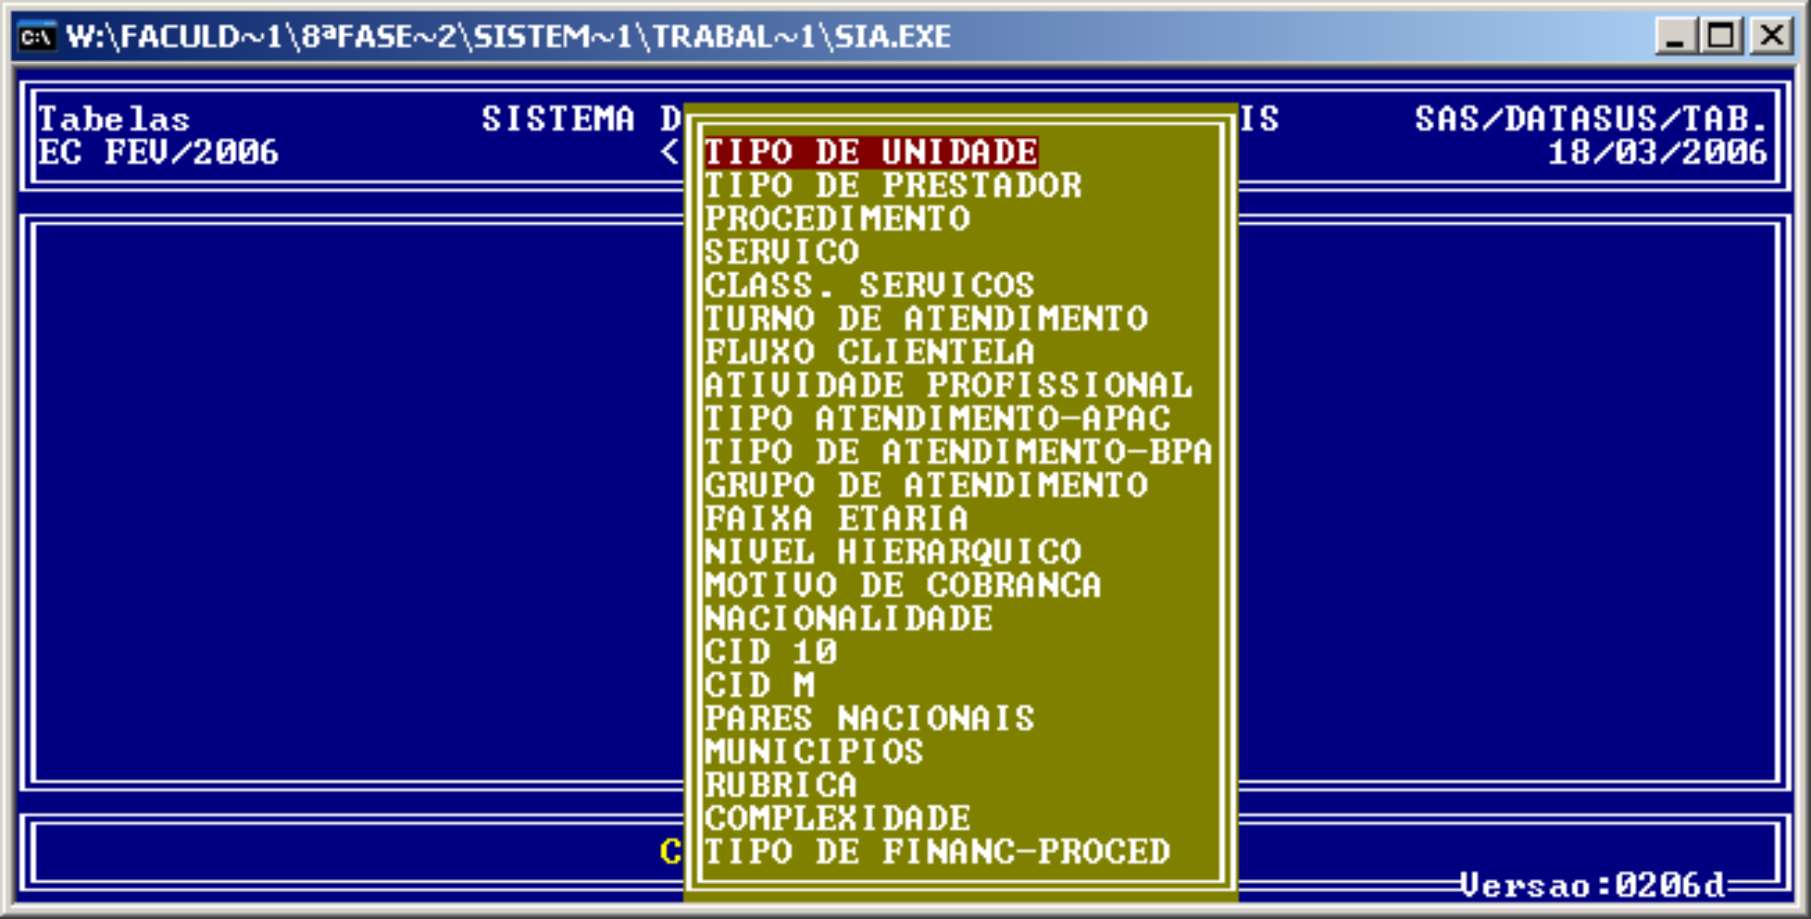 W:\FACULD~1\8ªFASE~2\SISTEM~1\TRABAL~1\SIA.EXE
Tabelas SISTEMA D IS SAS/DATASUS/TAB.
EC FEV/2006 < 18/03/2006
TIPO DE UNIDADE
TIPO DE PRESTADOR
PROCEDIMENTO
SERVICO
CLASS. SERVICOS
TURNO DE ATENDIMENTO
FLUXO CLIENTELA
ATIVIDADE PROFISSIONAL
TIPO ATENDIMENTO-APAC
TIPO DE ATENDIMENTO-BPA
GRUPO DE ATENDIMENTO
FAIXA ETARIA
NIVEL HIERARQUICO
MOTIVO DE COBRANCA
NACIONALIDADE
CID 10
CID M
PARES NACIONAIS
MUNICIPIOS
RUBRICA
COMPLEXIDADE
C TIPO DE FINANC-PROCED
Versao:0206d